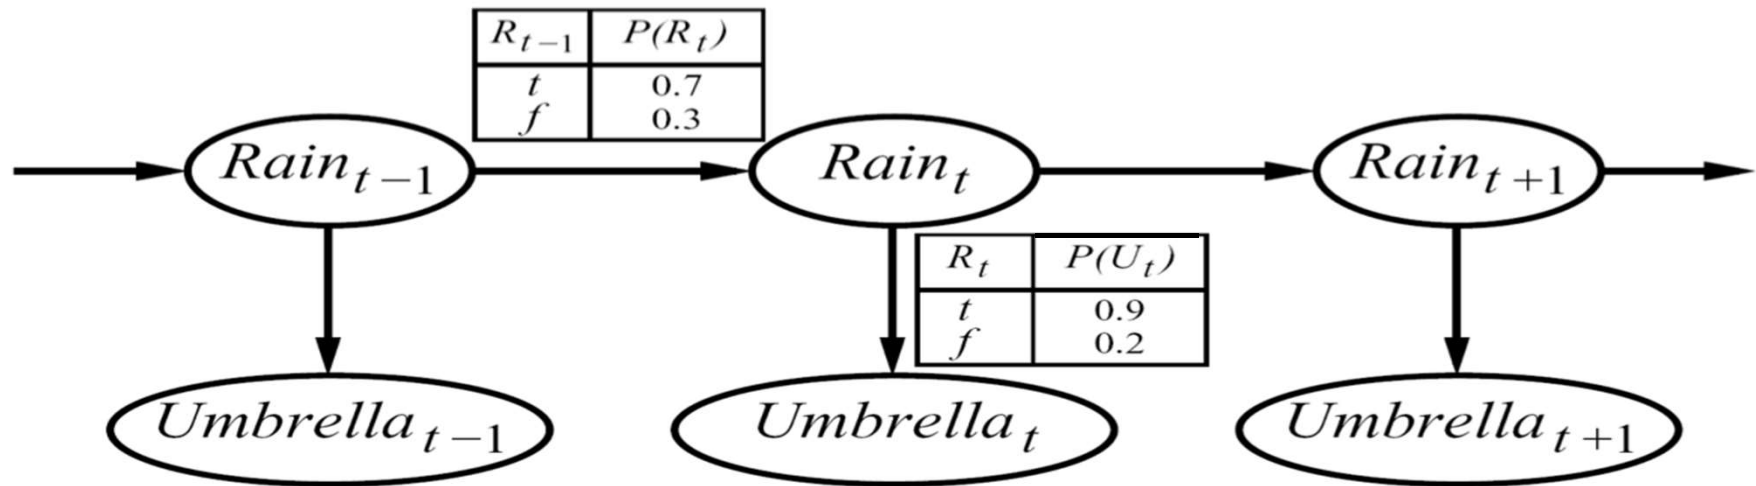 R_{t-1} P(R_t)
t 0.7
f 0.3
Rain_{t-1} Rain_t Rain_{t+1}
R_t P(U_t)
t 0.9
f 0.2
Umbrella_{t-1} Umbrella_t Umbrella_{t+1}